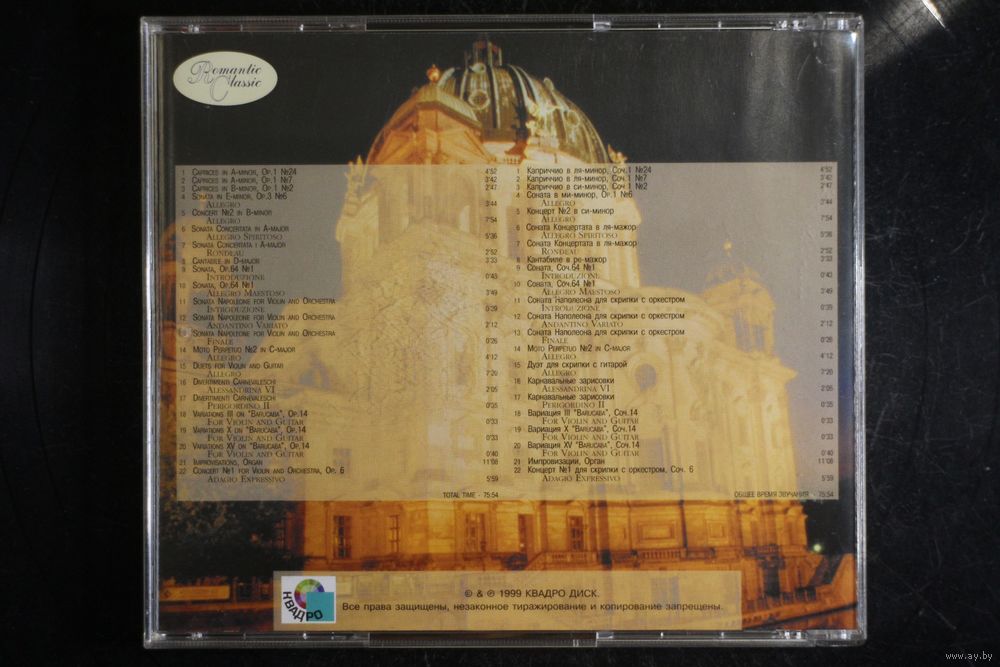 Romantic
Classic
1 Caprices in A-minor, Op.1 №24 4'52
2 Caprices in A-minor, Op.1 №7 3'42
3 Caprices in B-minor, Op.1 №2 2'47
4 Sonata in E-minor, Op.3 №6
Allegro 3'44
5 Concert №2 in B-minor
Allegro 7'54
6 Sonata Concertata in A-major
Allegro Spiritoso 5'36
7 Sonata Concertata i A-major
Rondeau 2'52
8 Cantabile in D-major 3'33
9 Sonata, Op.64 №1
Introduzione 0'43
10 Sonata, Op.64 №1
Allegro Maestoso 3'49
11 Sonata Napoleone for Violin and Orchestra
Introduzione 0'39
12 Sonata Napoleone for Violin and Orchestra
Andantino Variato 2'12
13 Sonata Napoleone for Violin and Orchestra
Finale 0'26
14 Moto Perpetuo №2 in C-major
Allegro 4'12
15 Duets for Violin and Guitar
Allegro 7'20
16 Divertimenti Carnevaleschi
Alessandrina VI 2'05
17 Divertimenti Carnevaleschi
Perigordino II 0'35
18 Variations III on "Barucaba", Op.14
For Violin and Guitar 0'33
19 Variations X on "Barucaba", Op.14
For Violin and Guitar 0'33
20 Variations XV on "Barucaba", Op.14
For Violin and Guitar 0'40
21 Improvisations, Organ 11'08
22 Concert №1 for Violin and Orchestra, Op. 6
Adagio Expressivo 5'59
TOTAL TIME - 75:54
1 Каприччио в ля-минор, Соч.1 №24 4'52
2 Каприччио в ля-минор, Соч.1 №7 3'42
3 Каприччио в си-минор, Соч.1 №2 2'47
4 Соната в ми-минор, Op.1 №6
Allegro 3'44
5 Концерт №2 в си-минор
Allegro 7'54
6 Соната Концертата в ля-мажор
Allegro Spiritoso 5'36
7 Соната Концертата в ля-мажор
Rondeau 2'52
8 Кантабиле в ре-мажор 2'33
9 Соната, Соч.64 №1
Introduzione 0'43
10 Соната, Соч.64 №1
Allegro Maestoso 3'49
11 Соната Наполеона для скрипки с оркестром
Introduzione 0'39
12 Соната Наполеона для скрипки с оркестром
Andantino Variato 2'12
13 Соната Наполеона для скрипки с оркестром
Finale 0'26
14 Moto Perpetuo №2 in C-major
Allegro 4'12
15 Дуэт для скрипки с гитарой
Allegro 7'20
16 Карнавальные зарисовки
Alessandrina VI 2'05
17 Карнавальные зарисовки
Perigordino II 0'35
18 Вариация III "Barucaba", Соч.14
For Violin and Guitar 0'33
19 Вариация X "Barucaba", Соч.14
For Violin and Guitar 0'33
20 Вариация XV "Barucaba", Соч.14
For Violin and Guitar 0'40
21 Импровизации, Орган 11'08
22 Концерт №1 для скрипки с оркестром, Соч. 6
Adagio Expressivo 5'59
ОБЩЕЕ ВРЕМЯ ЗВУЧАНИЯ - 75:54
КВАДРО
© & ℗ 1999 КВАДРО ДИСК.
Все права защищены, незаконное тиражирование и копирование запрещены.
www.ay.by